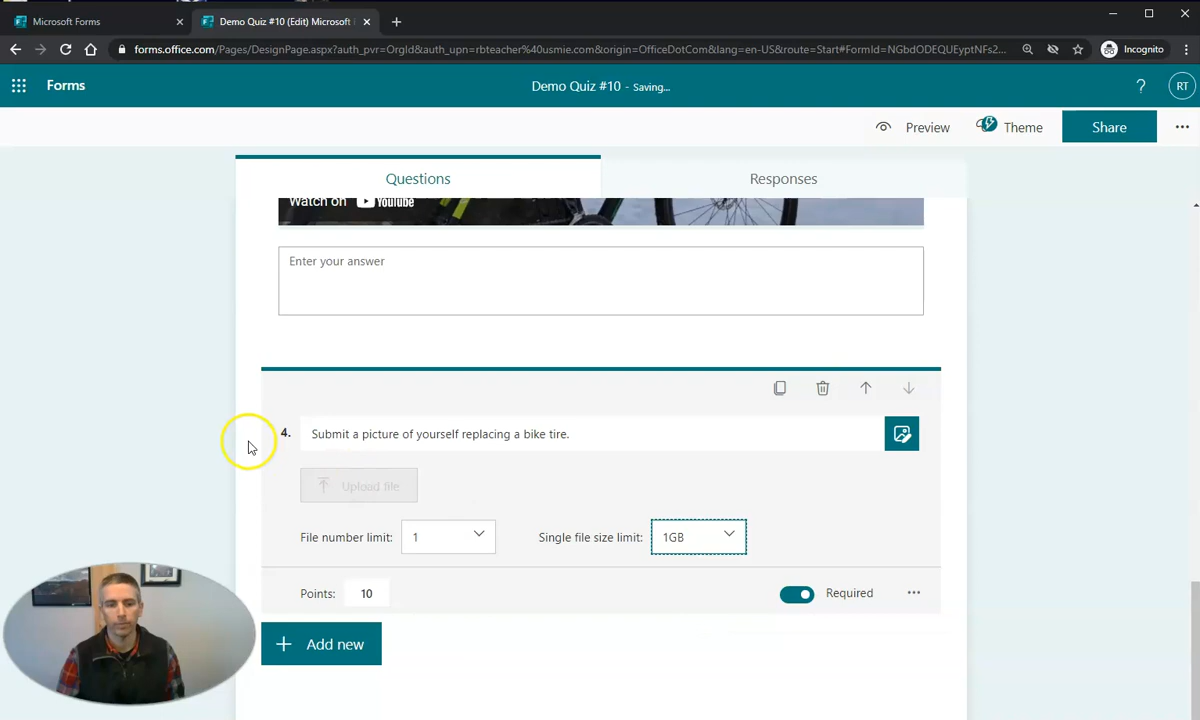 Microsoft Forms
Demo Quiz #10 (Edit) Microsoft
forms.office.com/Pages/DesignPage.aspx?auth_pvr=OrgId&auth_upn=rbteacher%40usmie.com&origin=OfficeDotCom&lang=en-US&route=Start#FormId=NGbdODEQUEyptNFs2...
Incognito
Forms
Demo Quiz #10 - Saving...
?
RT
Preview
Theme
Share
Questions
Responses
Watch on YouTube
Enter your answer
4. Submit a picture of yourself replacing a bike tire.
Upload file
File number limit: 1 Single file size limit: 1GB
Points: 10 Required
Add new